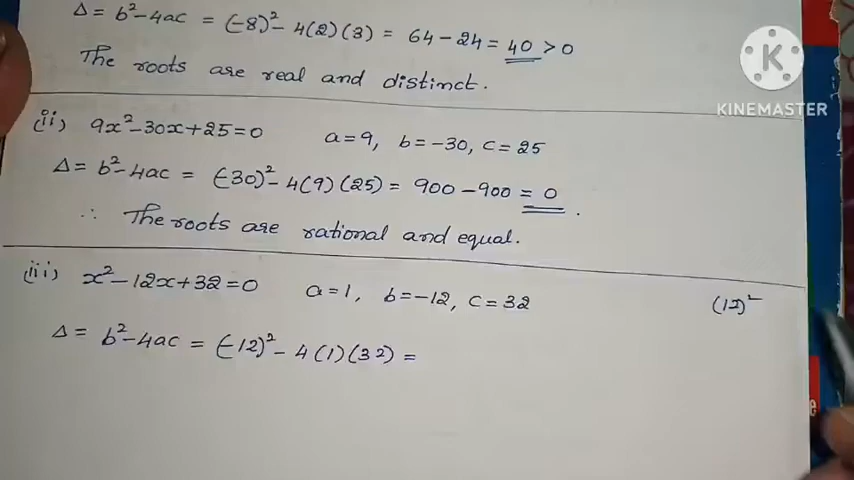 Δ = b²-4ac = (-8)² - 4(2)(3) = 64 - 24 = 40 > 0
The roots are real and distinct.
KINEMASTER
(ii) 9x²-30x+25=0 a=9, b=-30, c=25
Δ = b²-4ac = (-30)² - 4(9)(25) = 900 - 900 = 0.
∴ The roots are rational and equal.
(iii) x²-12x+32=0 a=1, b=-12, c=32 (12)²
Δ = b²-4ac = (-12)² - 4(1)(32) =